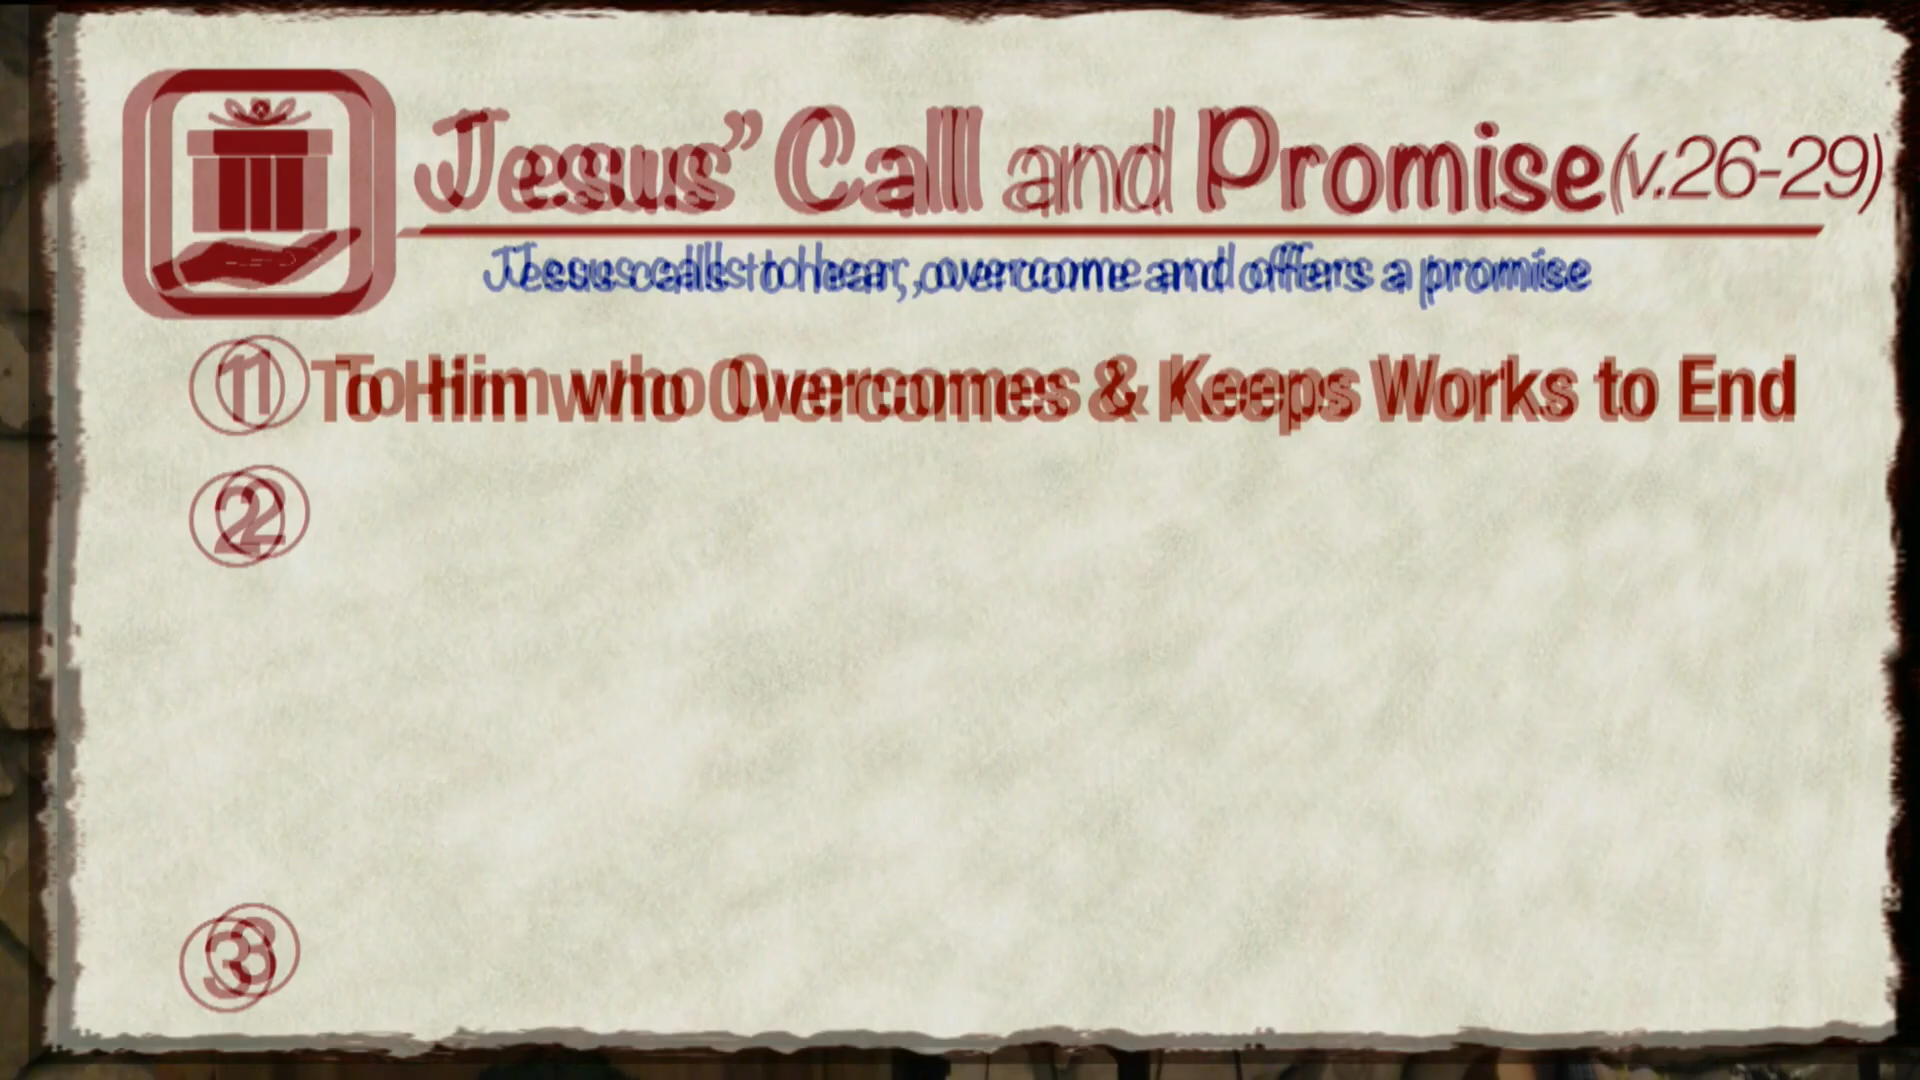 Jesus’ Call and Promise (v.26-29)
Jesus calls to hear, overcome and offers a promise
1 To Him who Overcomes & Keeps Works to End
2
3